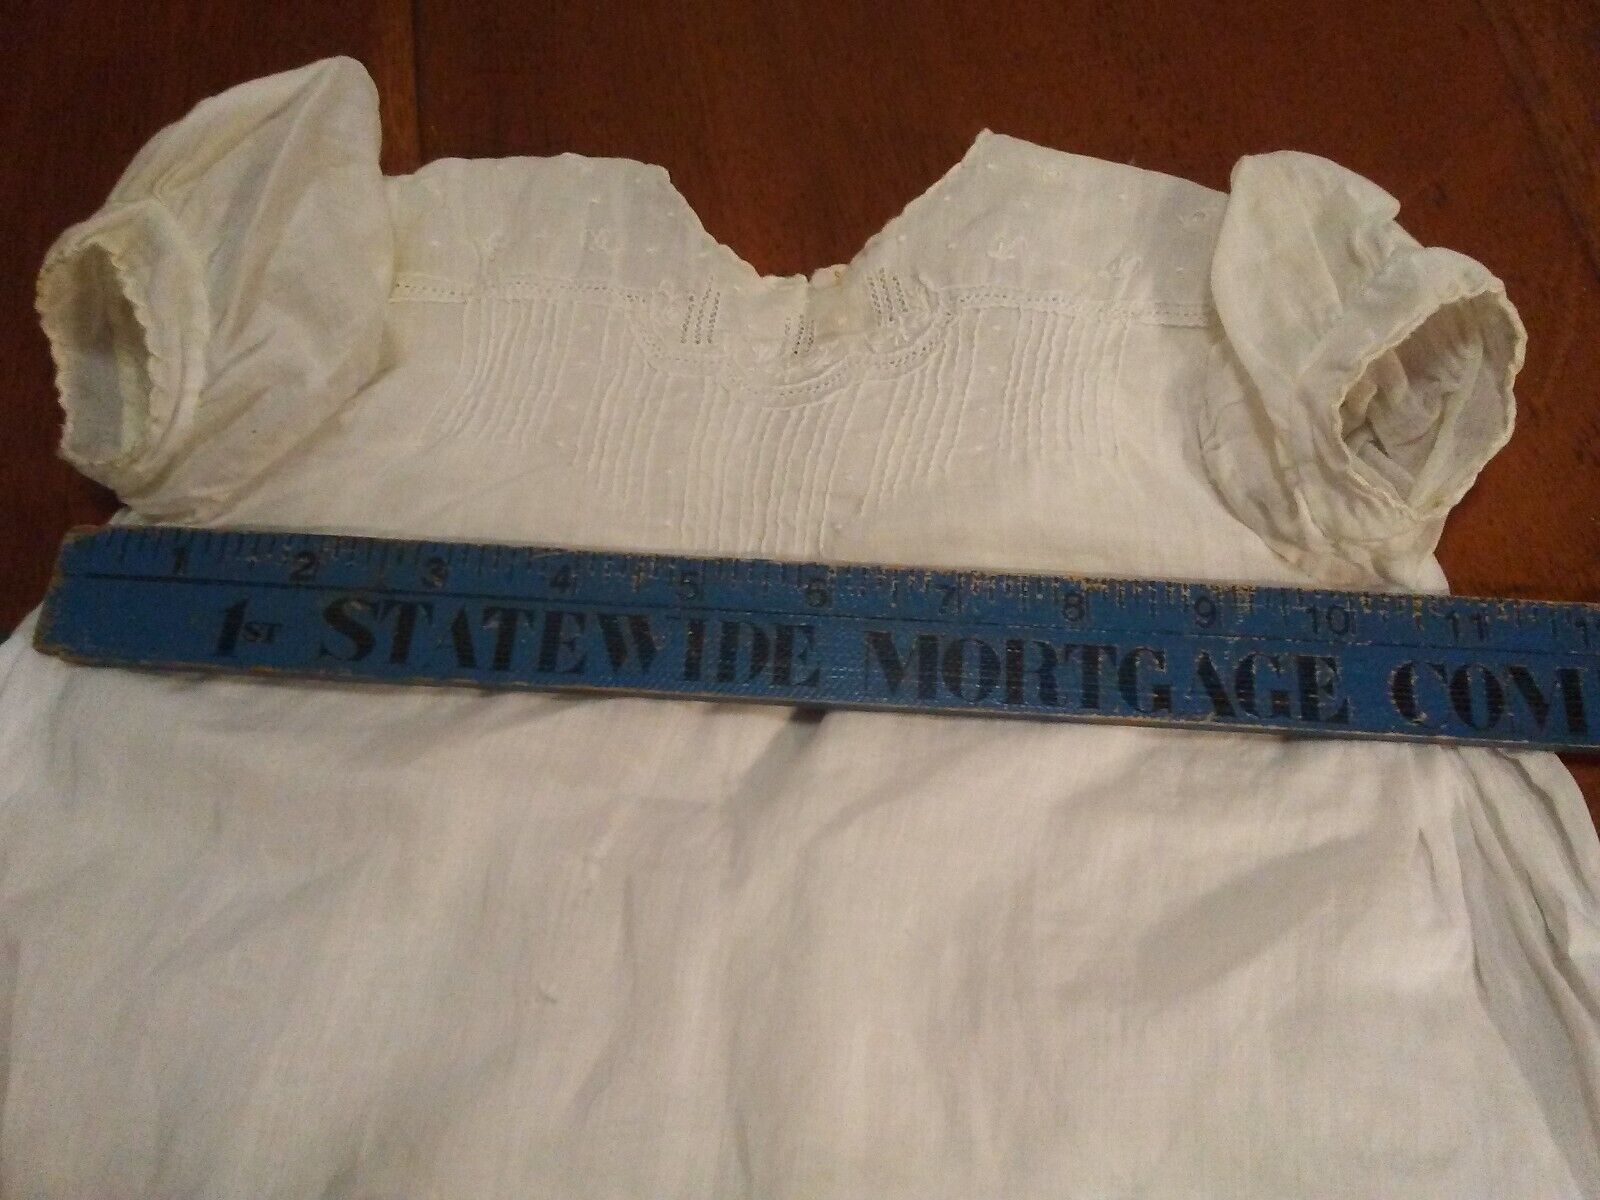 1 2 3 4 5 6 7 8 9 10 11
1ST STATEWIDE MORTGAGE COM